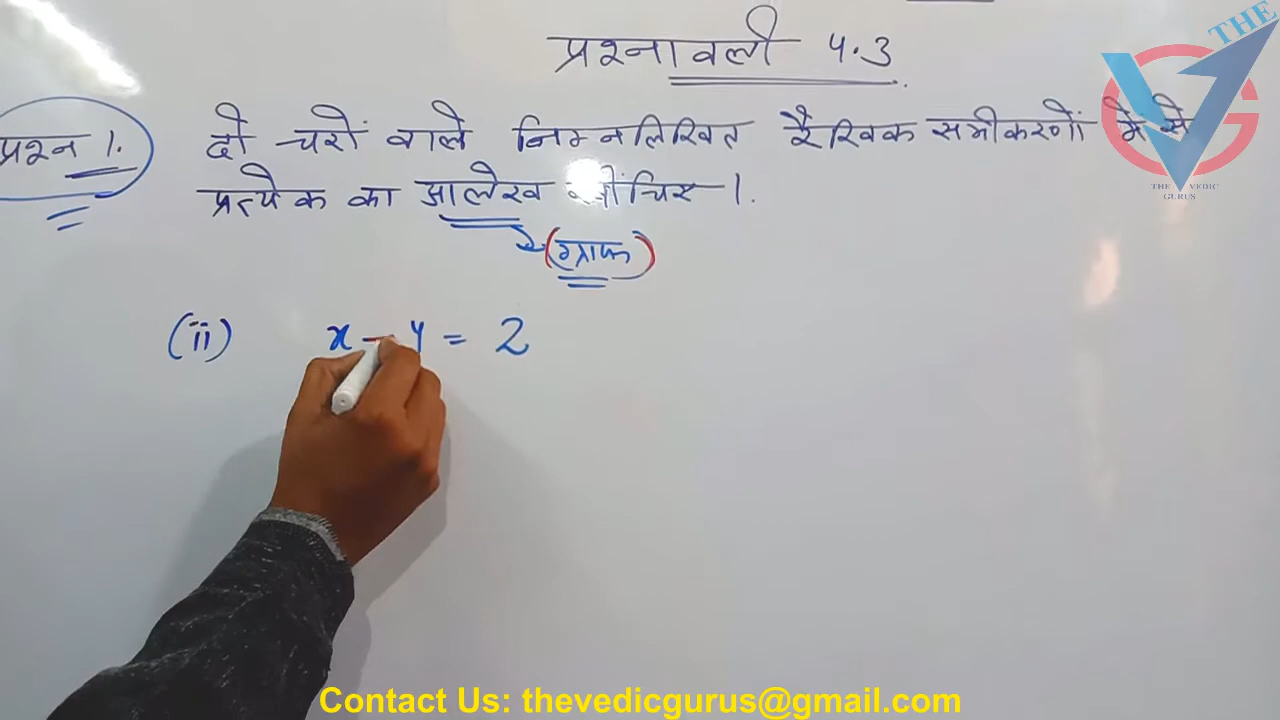 प्रश्नावली 4.3
प्रश्न 1. दो चरों वाले निम्नलिखित रैखिक समीकरणों में से
प्रत्येक का आलेख खींचिए।
(ग्राफ)
(ii) x - y = 2
THE
VG
THE VEDIC
GURUS
Contact Us: thevedicgurus@gmail.com